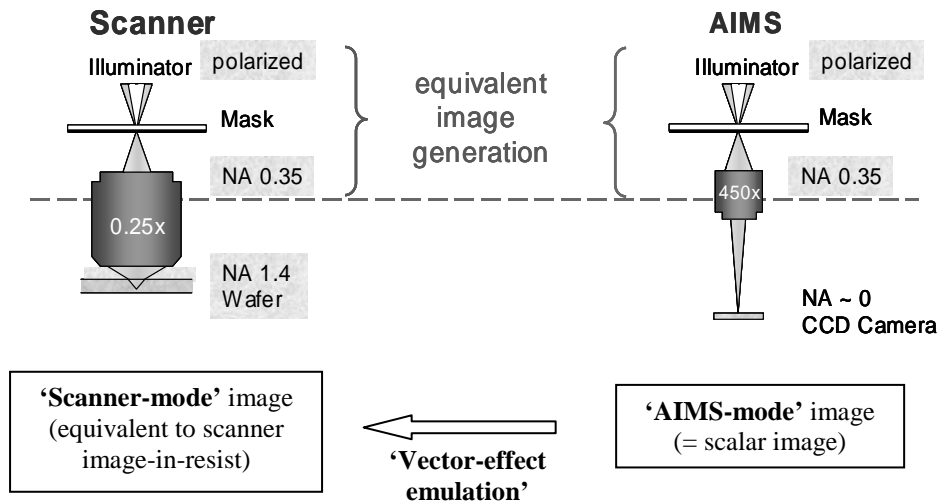 Scanner
Illuminator
polarized
Mask
NA 0.35
0.25x
NA 1.4
Wafer
equivalent
image
generation
AIMS
Illuminator
polarized
Mask
450x
NA 0.35
NA ~ 0
CCD Camera
‘Scanner-mode’ image
(equivalent to scanner
image-in-resist)
‘Vector-effect
emulation’
‘AIMS-mode’ image
(= scalar image)